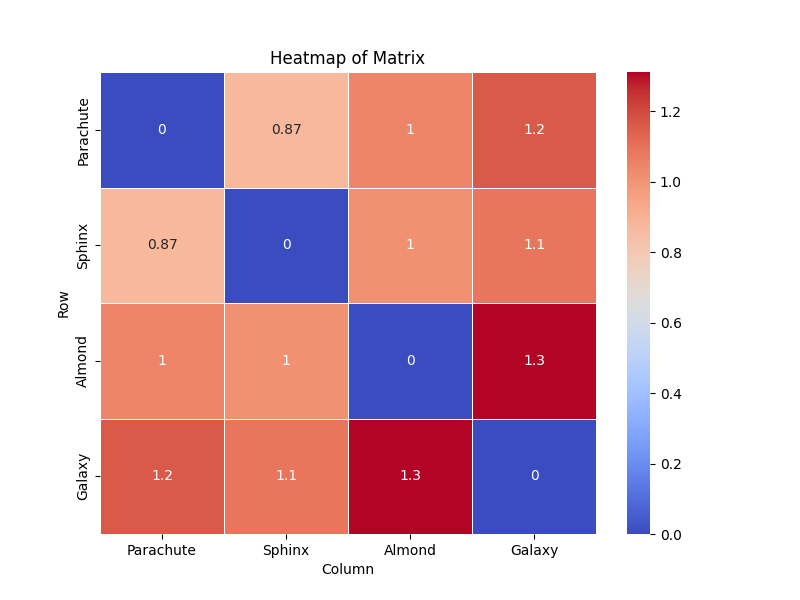 Heatmap of Matrix
Parachute 0 0.87 1 1.2
Sphinx 0.87 0 1 1.1
Almond 1 1 0 1.3
Galaxy 1.2 1.1 1.3 0
Row
Parachute Sphinx Almond Galaxy
Column
1.2
1.0
0.8
0.6
0.4
0.2
0.0